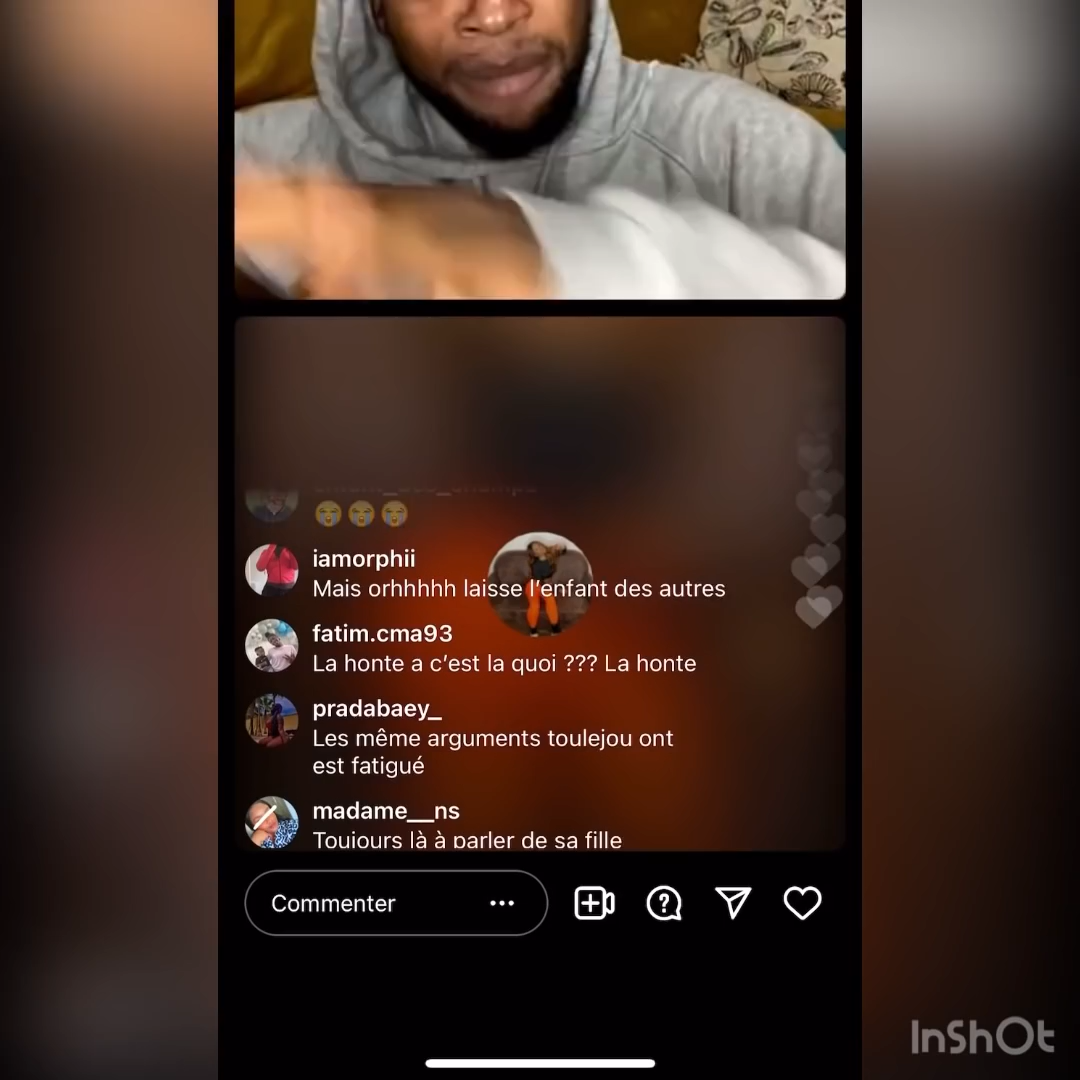 😭😭😭
iamorphii
Mais orhhhhh laisse l'enfant des autres
fatim.cma93
La honte a c'est la quoi ??? La honte
pradabaey_
Les même arguments toulejou ont
est fatigué
madame__ns
Toujours là à parler de sa fille
Commenter
InShOt